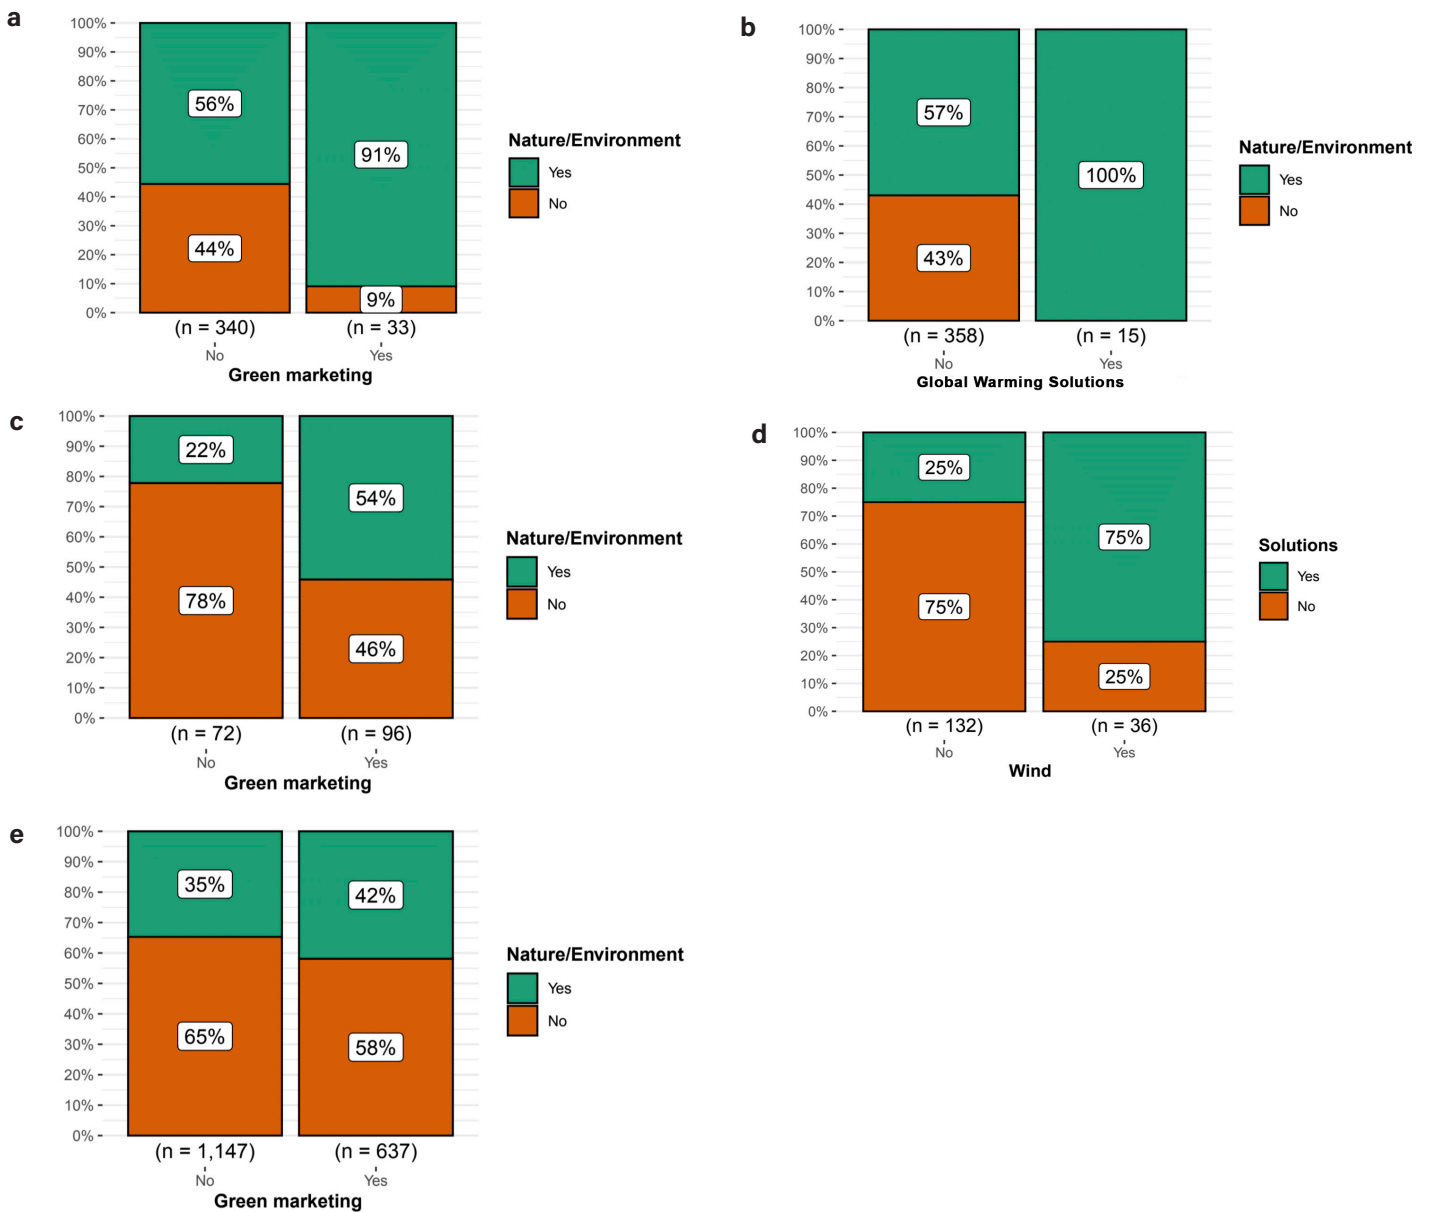 a
100%
90%
80%
70%
60%
50%
40%
30%
20%
10%
0%
56%
44%
91%
9%
(n = 340)
(n = 33)
No
Yes
Green marketing
Nature/Environment
Yes
No
b
100%
90%
80%
70%
60%
50%
40%
30%
20%
10%
0%
57%
43%
100%
(n = 358)
(n = 15)
No
Yes
Global Warming Solutions
Nature/Environment
Yes
No
c
100%
90%
80%
70%
60%
50%
40%
30%
20%
10%
0%
22%
78%
54%
46%
(n = 72)
(n = 96)
No
Yes
Green marketing
Nature/Environment
Yes
No
d
100%
90%
80%
70%
60%
50%
40%
30%
20%
10%
0%
25%
75%
75%
25%
(n = 132)
(n = 36)
No
Yes
Wind
Solutions
Yes
No
e
100%
90%
80%
70%
60%
50%
40%
30%
20%
10%
0%
35%
65%
42%
58%
(n = 1,147)
(n = 637)
No
Yes
Green marketing
Nature/Environment
Yes
No